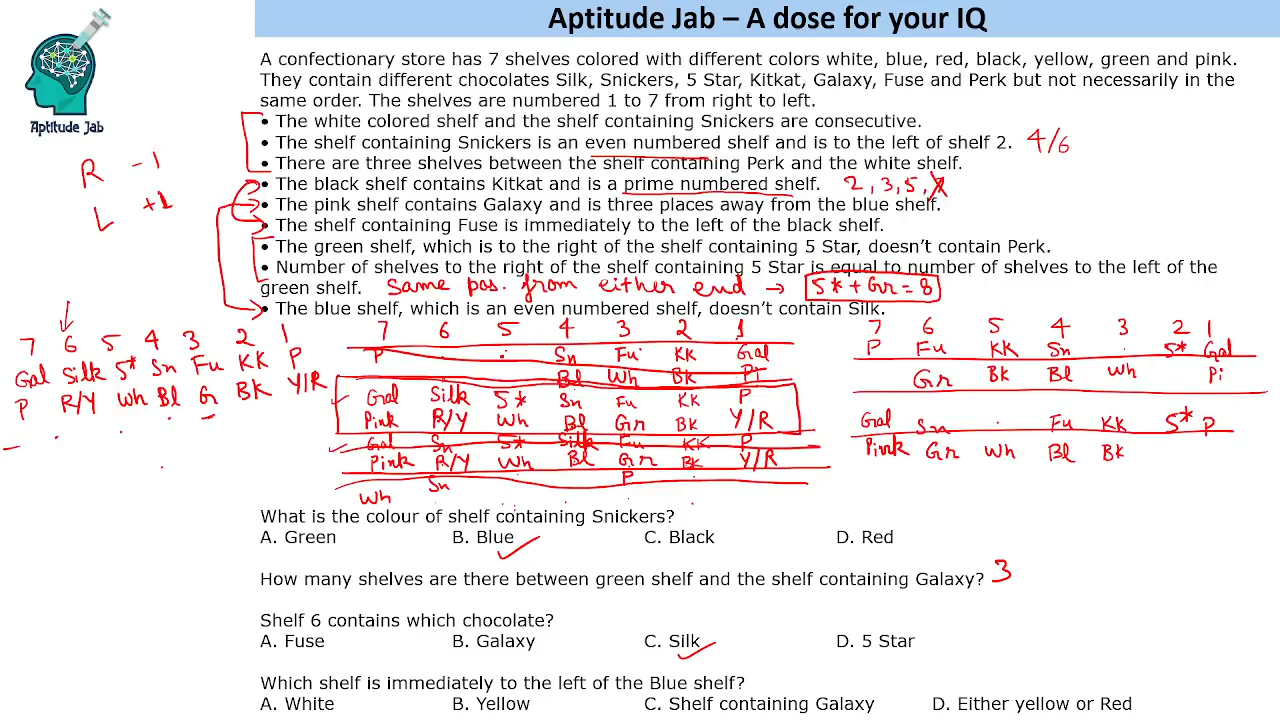 Aptitude Jab – A dose for your IQ
Aptitude Jab
A confectionary store has 7 shelves colored with different colors white, blue, red, black, yellow, green and pink.
They contain different chocolates Silk, Snickers, 5 Star, Kitkat, Galaxy, Fuse and Perk but not necessarily in the
same order. The shelves are numbered 1 to 7 from right to left.
• The white colored shelf and the shelf containing Snickers are consecutive.
• The shelf containing Snickers is an even numbered shelf and is to the left of shelf 2. 4/6
• There are three shelves between the shelf containing Perk and the white shelf.
• The black shelf contains Kitkat and is a prime numbered shelf. 2, 3, 5, 7
• The pink shelf contains Galaxy and is three places away from the blue shelf.
• The shelf containing Fuse is immediately to the left of the black shelf.
• The green shelf, which is to the right of the shelf containing 5 Star, doesn't contain Perk.
• Number of shelves to the right of the shelf containing 5 Star is equal to number of shelves to the left of the
green shelf. Same pos. from either end → 5* + Gr = 8
• The blue shelf, which is an even numbered shelf, doesn't contain Silk.
R -1
L +1
7 6 5 4 3 2 1
Gal Silk 5* Sn Fu KK P
P R/Y Wh Bl G BK Y/R
7 6 5 4 3 2 1
P Sn Fu KK Gal
Bl Wh BK Pi
Gal Silk 5* Sn Fu KK P
Pink R/Y Wh Bl Gr BK Y/R
Gal Sn 5* Silk Fu KK P
Pink R/Y Wh BL Gr BK Y/R
Sn P
Wh
7 6 5 4 3 2 1
P Fu KK Sn 5* Gal
Gr BK Bl Wh Pi
Gal Sn Fu KK 5* P
Pink Gr Wh Bl BK
What is the colour of shelf containing Snickers?
A. Green B. Blue C. Black D. Red
How many shelves are there between green shelf and the shelf containing Galaxy? 3
Shelf 6 contains which chocolate?
A. Fuse B. Galaxy C. Silk D. 5 Star
Which shelf is immediately to the left of the Blue shelf?
A. White B. Yellow C. Shelf containing Galaxy D. Either yellow or Red